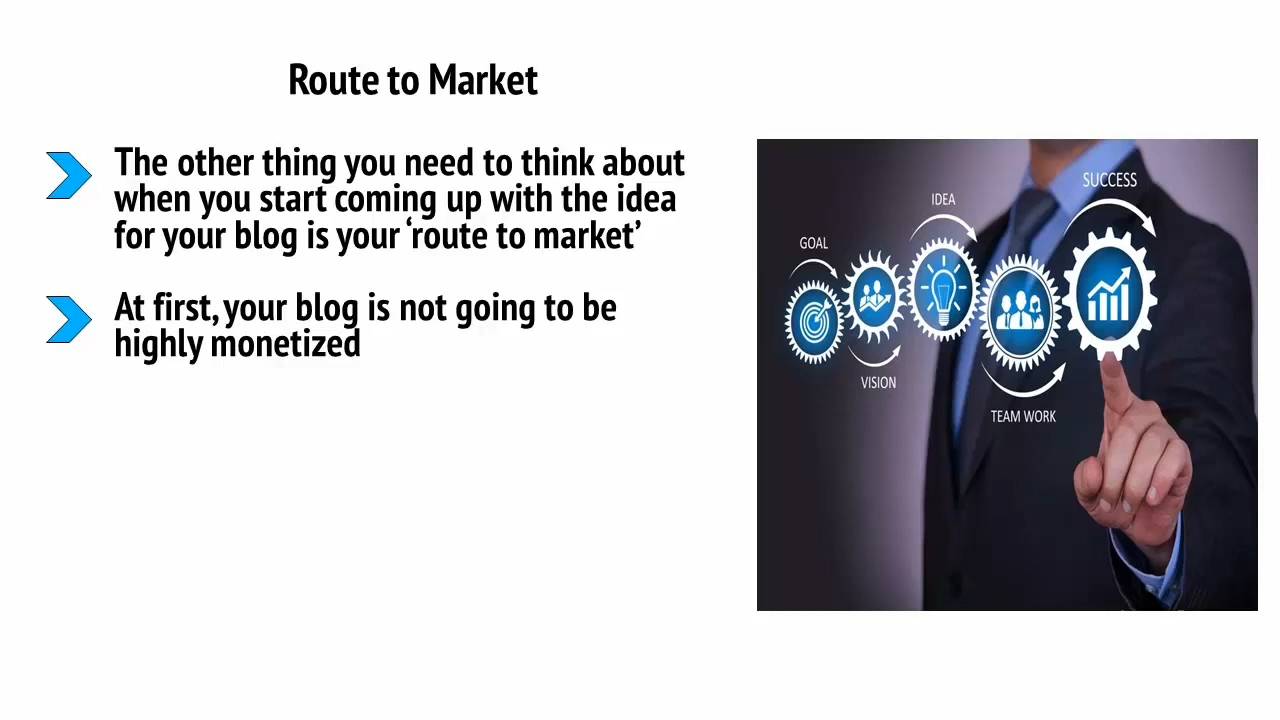 Route to Market
The other thing you need to think about
when you start coming up with the idea
for your blog is your ‘route to market’
At first, your blog is not going to be
highly monetized
SUCCESS
IDEA
GOAL
VISION
TEAM WORK